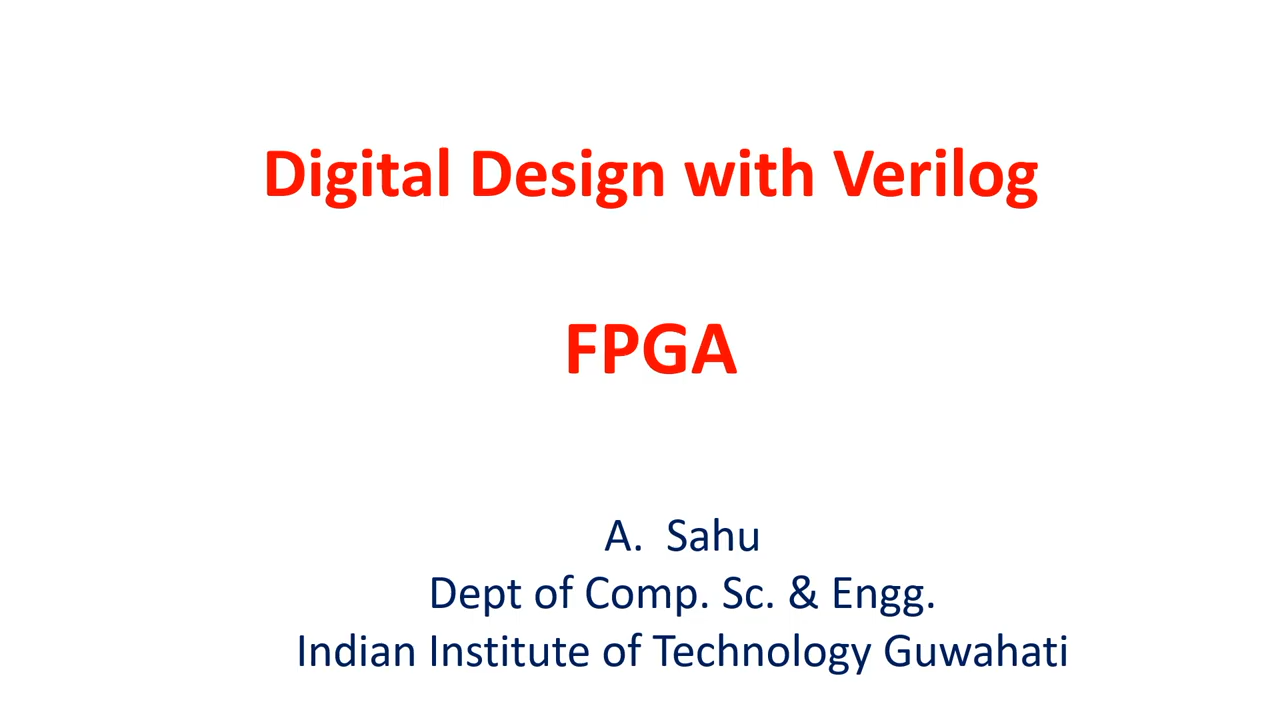 Digital Design with Verilog
FPGA
A. Sahu
Dept of Comp. Sc. & Engg.
Indian Institute of Technology Guwahati